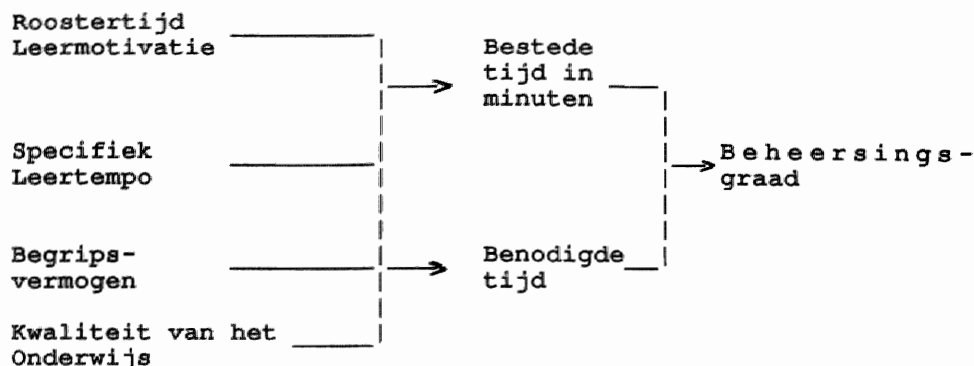 Roostertijd
Leermotivatie
Bestede
tijd in
minuten
Specifiek
Leertempo
Beheersings-
graad
Begrips-
vermogen
Benodigde
tijd
Kwaliteit van het
Onderwijs